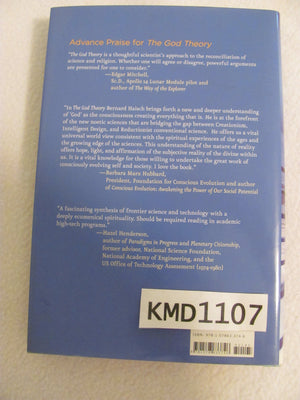 Advance Praise for The God Theory
"The God Theory is a thoughtful scientist's approach to the reconciliation
of science and religion. Whether one will agree or disagree, powerful arguments
are presented for one to consider."
—Edgar Mitchell,
Sc.D., Apollo 14 Lunar Module pilot and
author of The Way of the Explorer
"In The God Theory Bernard Haisch brings forth a new and deeper understanding
of 'God' as the consciousness creating everything that is. He is at the forefront
of the new noetic sciences that are bridging the gap between Creationism,
Intelligent Design, and Reductionist conventional science. He offers us a vital
universal world view consistent with the mystical experiences of the ages and
the growing edge of the sciences. This understanding of the nature of reality
offers hope, light, and affirmation of the subjective reality of the divine within
us. It is a vital knowledge for those willing to undertake the great work of
consciously evolving self and society. I love the book."
—Barbara Marx Hubbard,
President, Foundation for Conscious Evolution and author
of Conscious Evolution: Awakening the Power of Our Social Potential
"A fascinating synthesis of frontier science and technology with a
deeply ecumenical spirituality. Should be required reading in academic
high-tech programs."
—Hazel Henderson,
author of Paradigms in Progress and Planetary Citizenship,
former advisor, National Science Foundation,
National Academy of Engineering, and the
US Office of Technology Assessment (1974-1980)
KMD1107